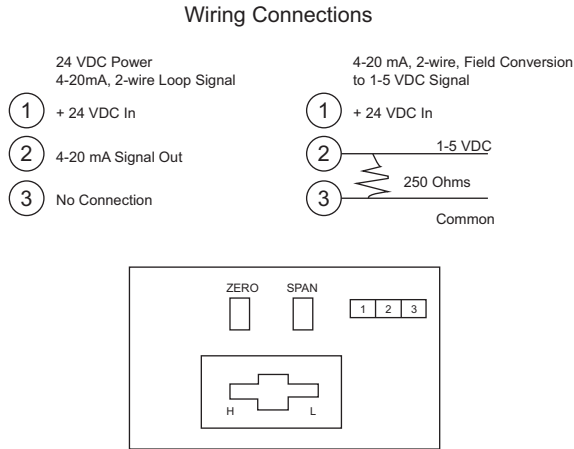 Wiring Connections
24 VDC Power
4-20mA, 2-wire Loop Signal
1 + 24 VDC In
2 4-20 mA Signal Out
3 No Connection
4-20 mA, 2-wire, Field Conversion
to 1-5 VDC Signal
1 + 24 VDC In
2 1-5 VDC
250 Ohms
3
Common
ZERO SPAN
1 2 3
H L